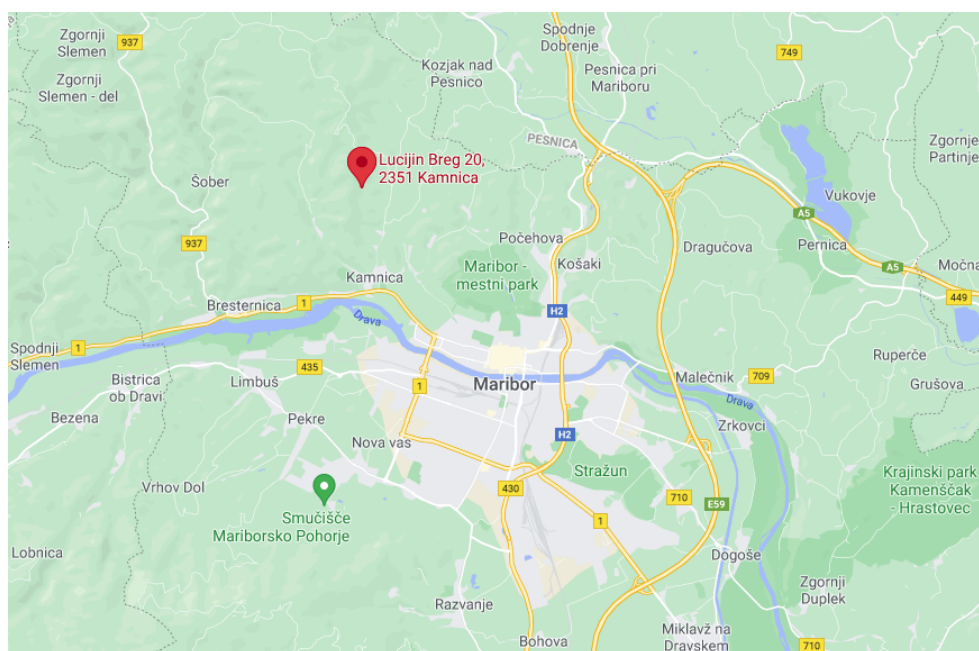 Zgornji
Slemen
937
Spodnje
Dobrenje
749
Kozjak nad
Pesnico
Pesnica pri
Mariboru
Zgornji
Slemen - del
PESNICA
Zgornje
Partinje
Lucijin Breg 20,
2351 Kamnica
Šober
Vukovje
A5
937
Počehova
Dragučova
Pernica
Košaki
A5
Močna
Maribor -
mestni park
Kamnica
449
Bresternica
1
H2
Drava
Spodnji
Slemen
1
Ruperče
435
Bistrica
ob Dravi
Limbuš
1
Maribor
Malečnik
709
Grušova
Drava
Bezena
Pekre
Zrkovci
Nova vas
H2
Stražun
Krajinski park
Kamenščak
- Hrastovec
Vrhov Dol
430
710
E59
Smučišče
Mariborsko Pohorje
1
Lobnica
Dogoše
Zgornji
Duplek
Razvanje
Bohova
Miklavž na
Dravskem
710